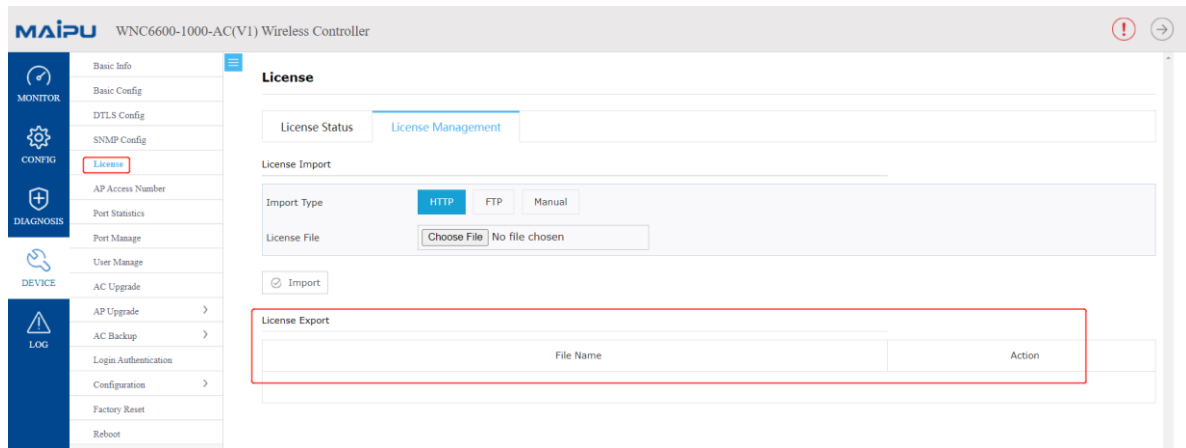 MAIPU WNC6600-1000-AC(V1) Wireless Controller
MONITOR
CONFIG
DIAGNOSIS
DEVICE
LOG
Basic Info
Basic Config
DTLS Config
SNMP Config
License
AP Access Number
Port Statistics
Port Manage
User Manage
AC Upgrade
AP Upgrade
AC Backup
Login Authentication
Configuration
Factory Reset
Reboot
License
License Status License Management
License Import
Import Type HTTP FTP Manual
License File Choose File No file chosen
Import
License Export
File Name Action